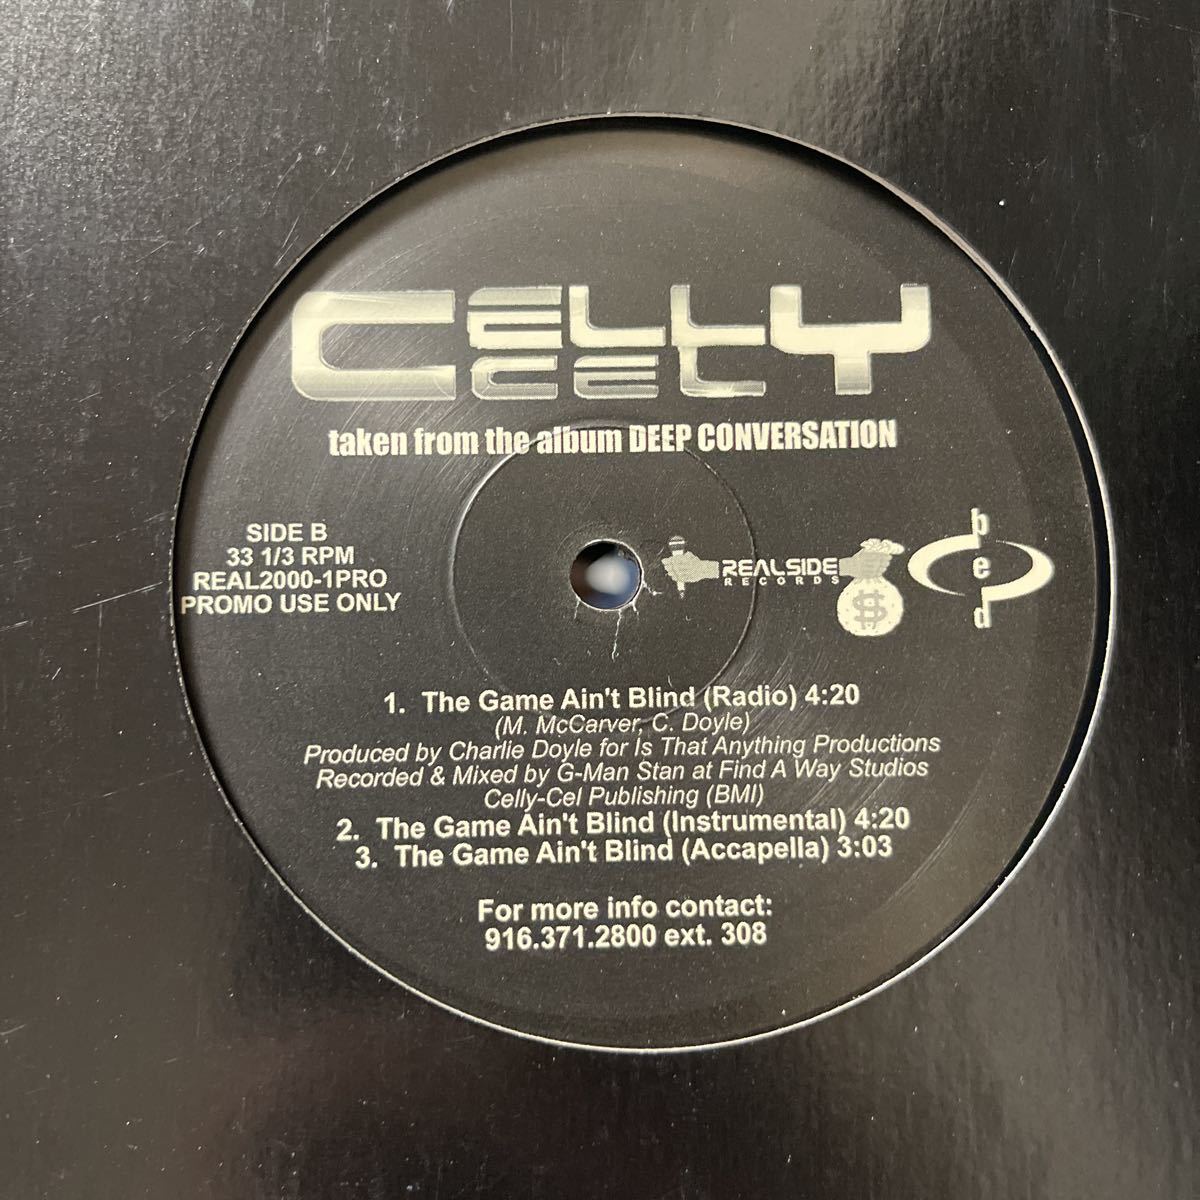 CELLY
CEL
taken from the album DEEP CONVERSATION
SIDE B
33 1/3 RPM
REAL2000-1PRO
PROMO USE ONLY
REALSIDE
RECORDS
$
bed
1. The Game Ain't Blind (Radio) 4:20
(M. McCarver, C. Doyle)
Produced by Charlie Doyle for Is That Anything Productions
Recorded & Mixed by G-Man Stan at Find A Way Studios
Celly-Cel Publishing (BMI)
2. The Game Ain't Blind (Instrumental) 4:20
3. The Game Ain't Blind (Accapella) 3:03
For more info contact:
916.371.2800 ext. 308